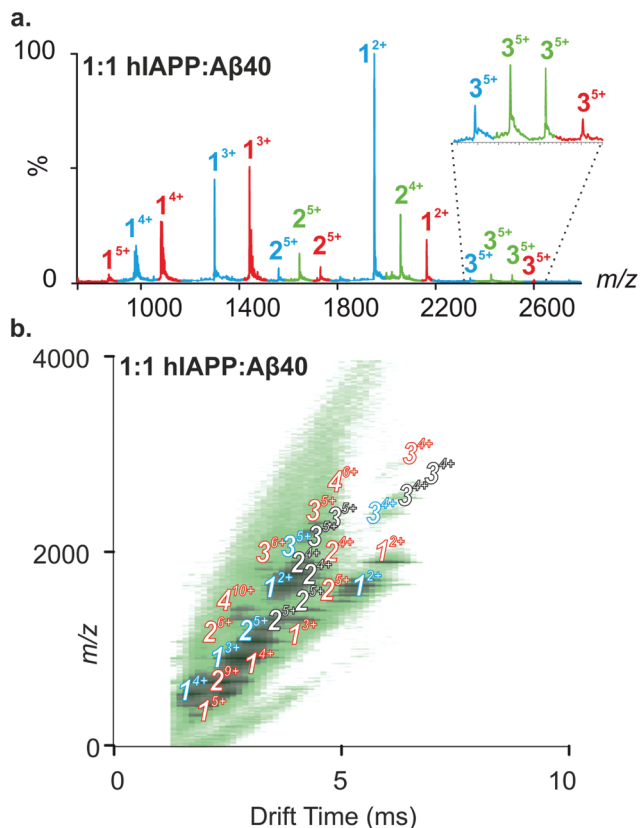 a.
100
1:1 hIAPP:Aβ40
%
0
1⁵⁺ 1⁴⁺ 1⁴⁺ 1³⁺ 1³⁺ 2⁵⁺ 2⁵⁺ 2⁵⁺ 1²⁺ 2⁴⁺ 1²⁺ 3⁵⁺ 3⁵⁺ 3⁵⁺ 3⁵⁺
3⁵⁺ 3⁵⁺ 3⁵⁺ 3⁵⁺
1000 1400 1800 2200 2600 m/z
b.
4000
1:1 hIAPP:Aβ40
3⁴⁺
3⁴⁺
4⁶⁺
3⁴⁺
3⁵⁺ 3⁵⁺ 3⁴⁺
3⁵⁺
3⁶⁺ 3⁵⁺ 2⁴⁺ 1²⁺
2000
2⁴⁺
2⁴⁺
1²⁺ 2⁵⁺ 1²⁺
4¹⁰⁺ 2⁵⁺
2⁶⁺ 2⁵⁺ 2⁵⁺ 1³⁺
1³⁺ 1⁴⁺
1⁴⁺ 2⁹⁺
1⁵⁺
m/z
0
0 5 10
Drift Time (ms)